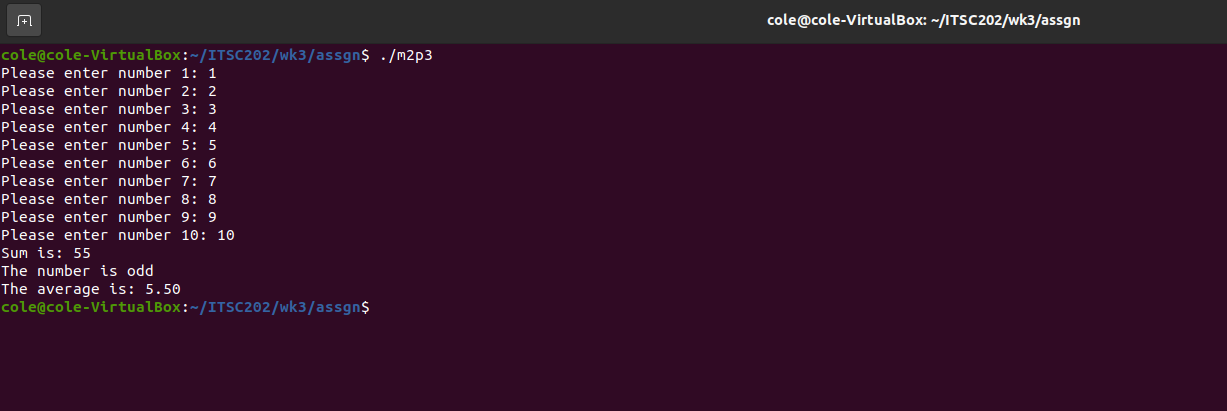 cole@cole-VirtualBox: ~/ITSC202/wk3/assgn
cole@cole-VirtualBox:~/ITSC202/wk3/assgn$ ./m2p3
Please enter number 1: 1
Please enter number 2: 2
Please enter number 3: 3
Please enter number 4: 4
Please enter number 5: 5
Please enter number 6: 6
Please enter number 7: 7
Please enter number 8: 8
Please enter number 9: 9
Please enter number 10: 10
Sum is: 55
The number is odd
The average is: 5.50
cole@cole-VirtualBox:~/ITSC202/wk3/assgn$